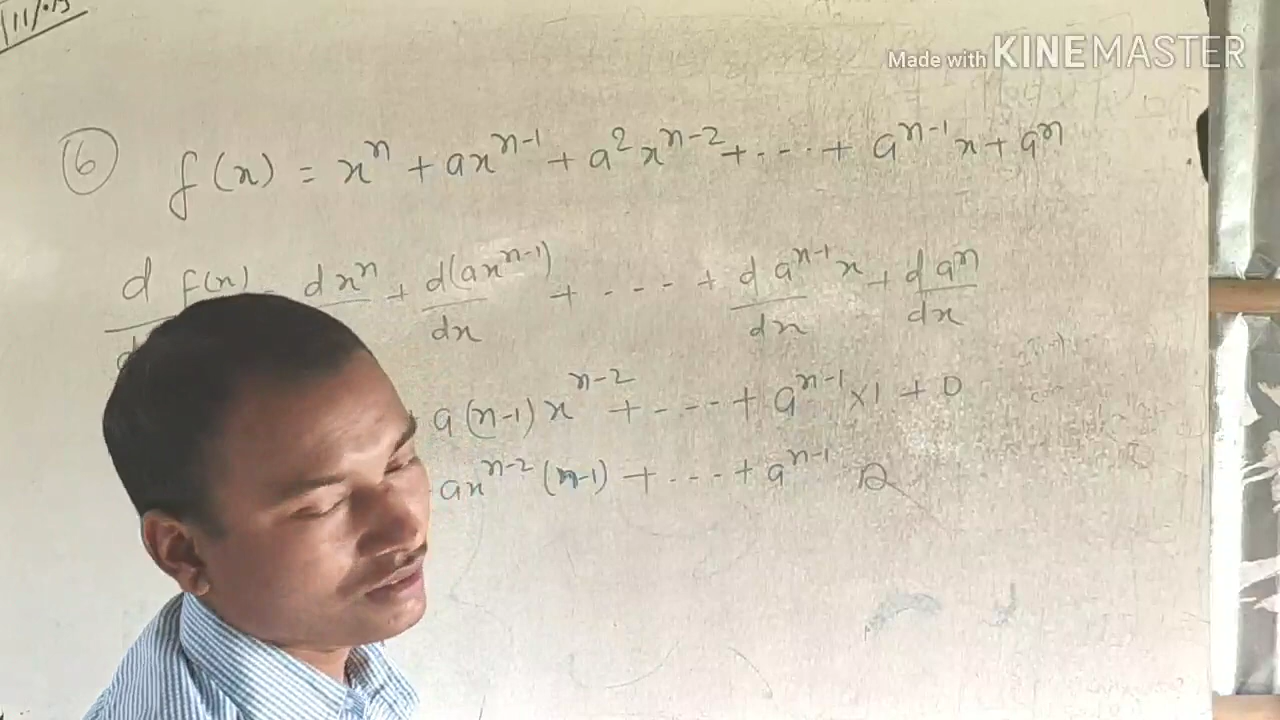 Made with KINEMASTER
⑥ f(x) = xⁿ + axⁿ⁻¹ + a²xⁿ⁻² + .... + aⁿ⁻¹x + aⁿ
d f(x) = dxⁿ + d(axⁿ⁻¹)/dx + .... + d aⁿ⁻¹x/dx + d aⁿ/dx
a(n-1)xⁿ⁻² + .... + aⁿ⁻¹×1 + 0
axⁿ⁻²(n-1) + .... + aⁿ⁻¹